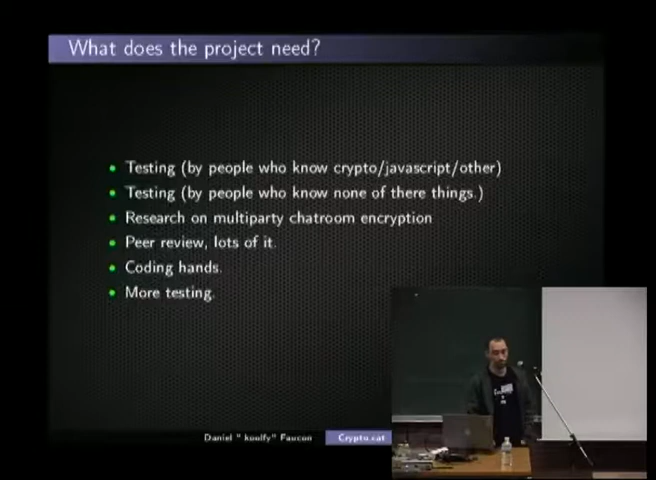 What does the project need?
Testing (by people who know crypto/javascript/other)
Testing (by people who know none of there things.)
Research on multiparty chatroom encryption
Peer review, lots of it.
Coding hands.
More testing.
Daniel " koolfy" Faucon
Cryptu.cat